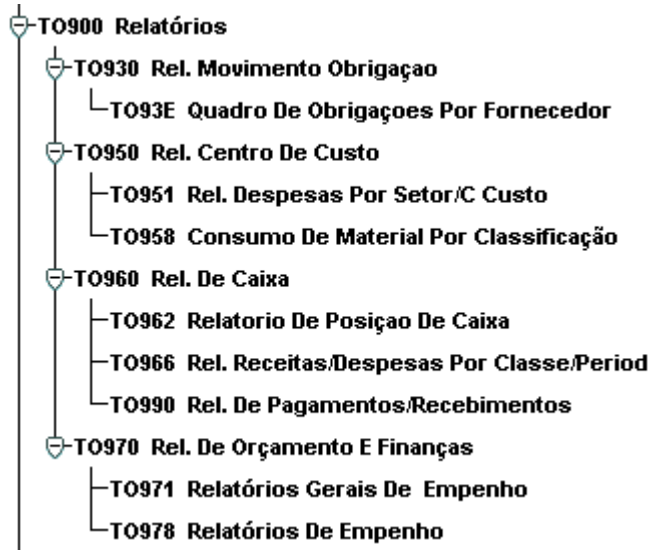 TO900 Relatórios
TO930 Rel. Movimento Obrigaçao
TO93E Quadro De Obrigaçoes Por Fornecedor
TO950 Rel. Centro De Custo
TO951 Rel. Despesas Por Setor/C Custo
TO958 Consumo De Material Por Classificação
TO960 Rel. De Caixa
TO962 Relatorio De Posiçao De Caixa
TO966 Rel. Receitas/Despesas Por Classe/Period
TO990 Rel. De Pagamentos/Recebimentos
TO970 Rel. De Orçamento E Finanças
TO971 Relatórios Gerais De  Empenho
TO978 Relatórios De Empenho